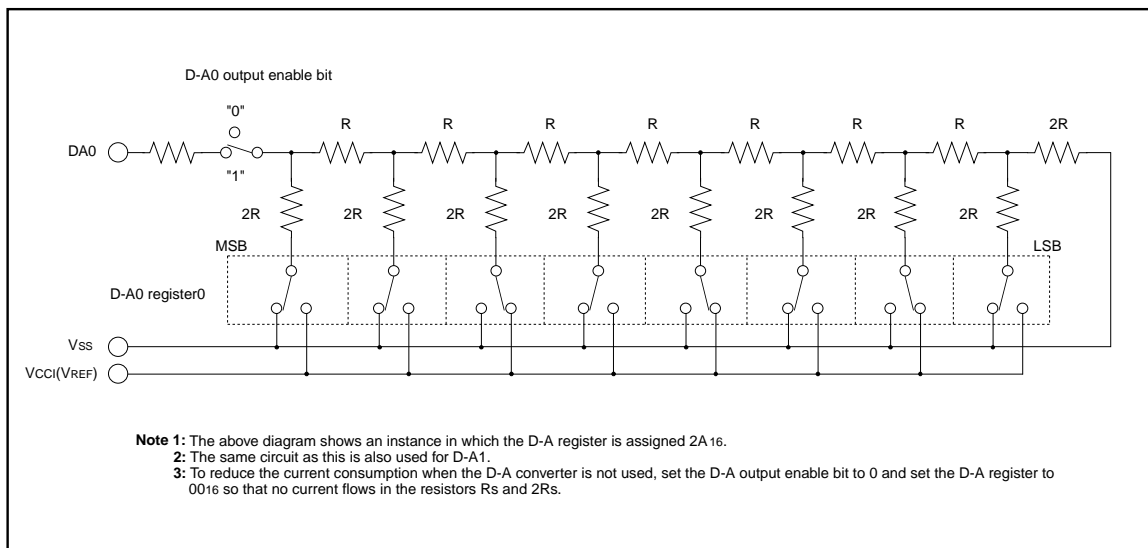 D-A0 output enable bit
"0"
R R R R R R R 2R
DA0
"1"
2R 2R 2R 2R 2R 2R 2R 2R
MSB LSB
D-A0 register0
VSS
VCCI(VREF)
Note 1: The above diagram shows an instance in which the D-A register is assigned 2A16.
2: The same circuit as this is also used for D-A1.
3: To reduce the current consumption when the D-A converter is not used, set the D-A output enable bit to 0 and set the D-A register to
0016 so that no current flows in the resistors Rs and 2Rs.